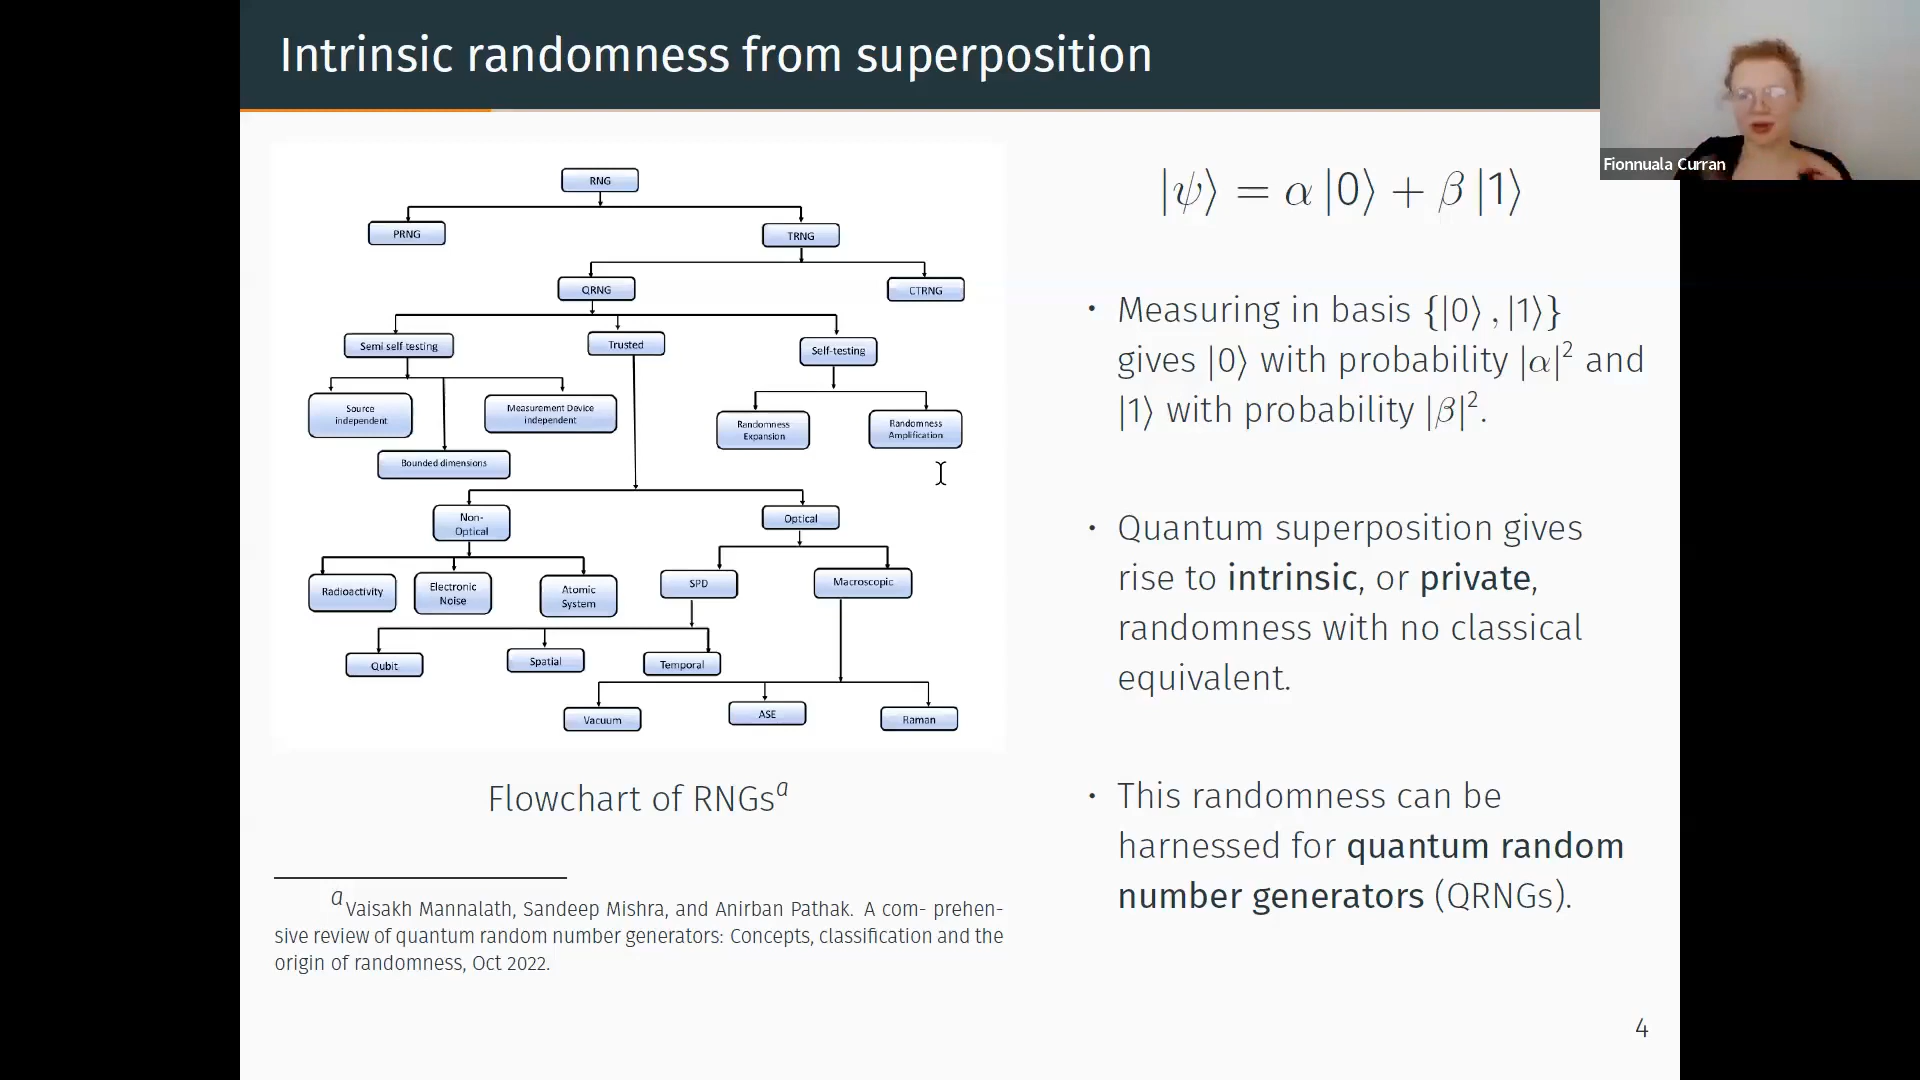 Intrinsic randomness from superposition
Fionnuala Curran
RNG
PRNG
TRNG
QRNG
CTRNG
Semi self testing
Trusted
Self-testing
Source
independent
Measurement Device
independent
Randomness
Expansion
Randomness
Amplification
Bounded dimensions
Non-
Optical
Optical
Radioactivity
Electronic
Noise
Atomic
System
SPD
Macroscopic
Qubit
Spatial
Temporal
Vacuum
ASE
Raman
Flowchart of RNGsᵃ
ᵃVaisakh Mannalath, Sandeep Mishra, and Anirban Pathak. A com- prehen-
sive review of quantum random number generators: Concepts, classification and the
origin of randomness, Oct 2022.
|ψ⟩ = α |0⟩ + β |1⟩
• Measuring in basis {|0⟩ , |1⟩}
gives |0⟩ with probability |α|² and
|1⟩ with probability |β|².
• Quantum superposition gives
rise to intrinsic, or private,
randomness with no classical
equivalent.
• This randomness can be
harnessed for quantum random
number generators (QRNGs).
4